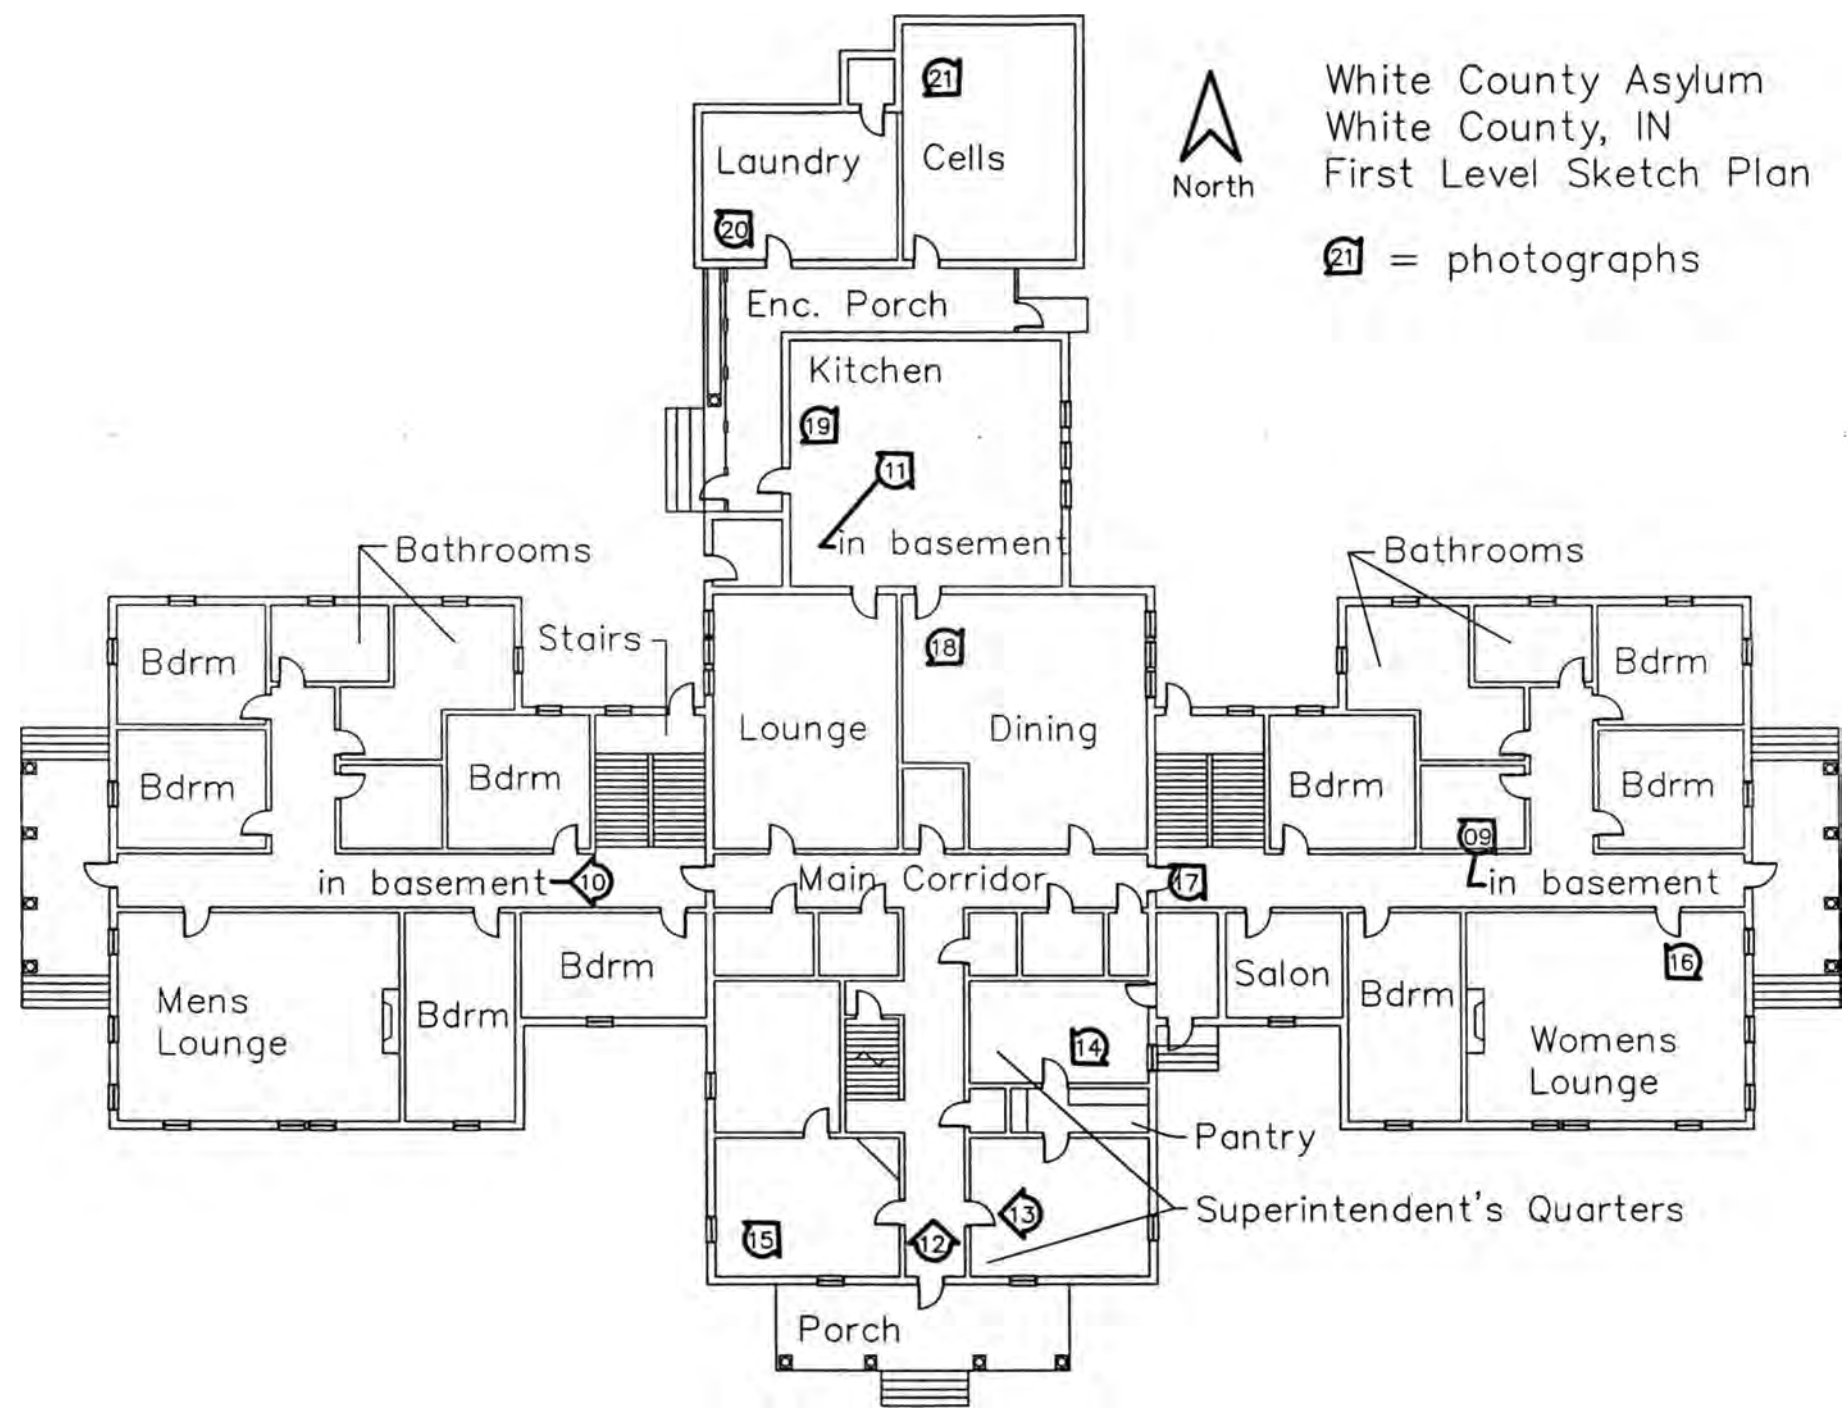 White County Asylum
White County, IN
First Level Sketch Plan
North
21 = photographs
21
Laundry
Cells
20
Enc. Porch
Kitchen
19
11
in basement
Bathrooms
Bathrooms
Stairs
18
Bdrm
Bdrm
Lounge
Dining
Bdrm
Bdrm
Bdrm
Bdrm
09
in basement
10
Main Corridor
17
in basement
Mens
Lounge
Bdrm
Bdrm
Salon
Bdrm
16
Womens
Lounge
14
Pantry
Superintendent's Quarters
15
12
13
Porch